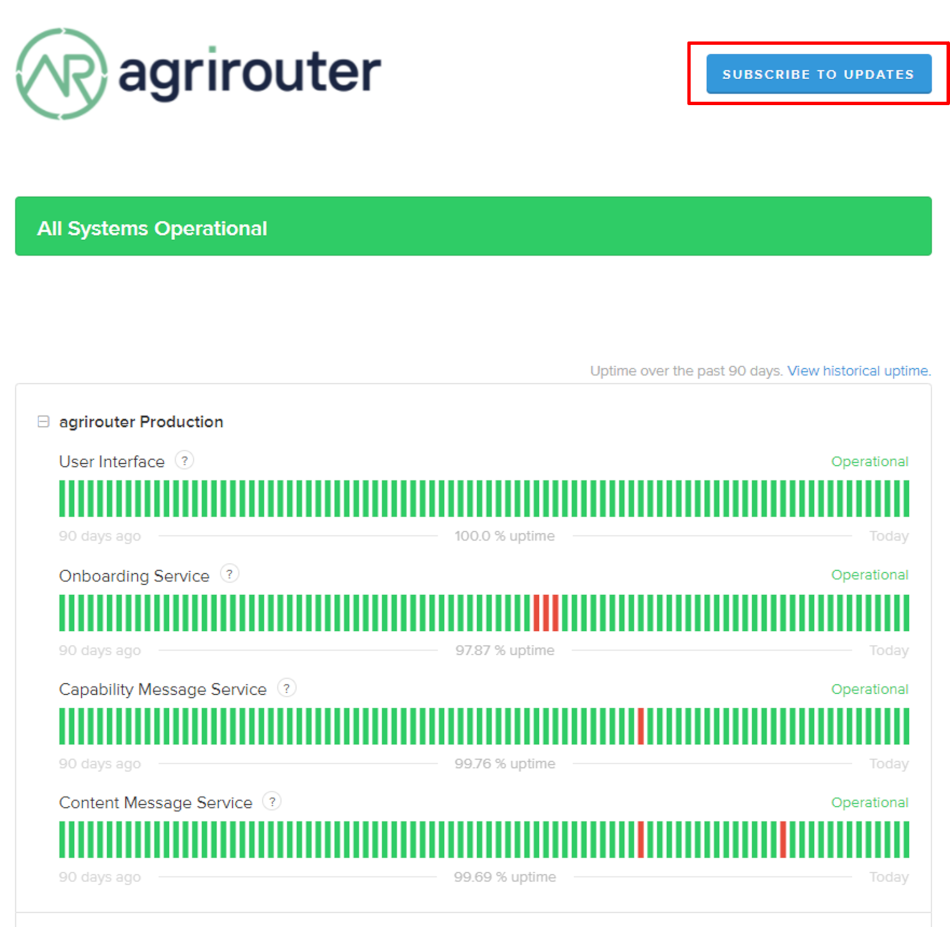 AR agrirouter
SUBSCRIBE TO UPDATES
All Systems Operational
Uptime over the past 90 days. View historical uptime.
agrirouter Production
User Interface ? Operational
90 days ago 100.0 % uptime Today
Onboarding Service ? Operational
90 days ago 97.87 % uptime Today
Capability Message Service ? Operational
90 days ago 99.76 % uptime Today
Content Message Service ? Operational
90 days ago 99.69 % uptime Today